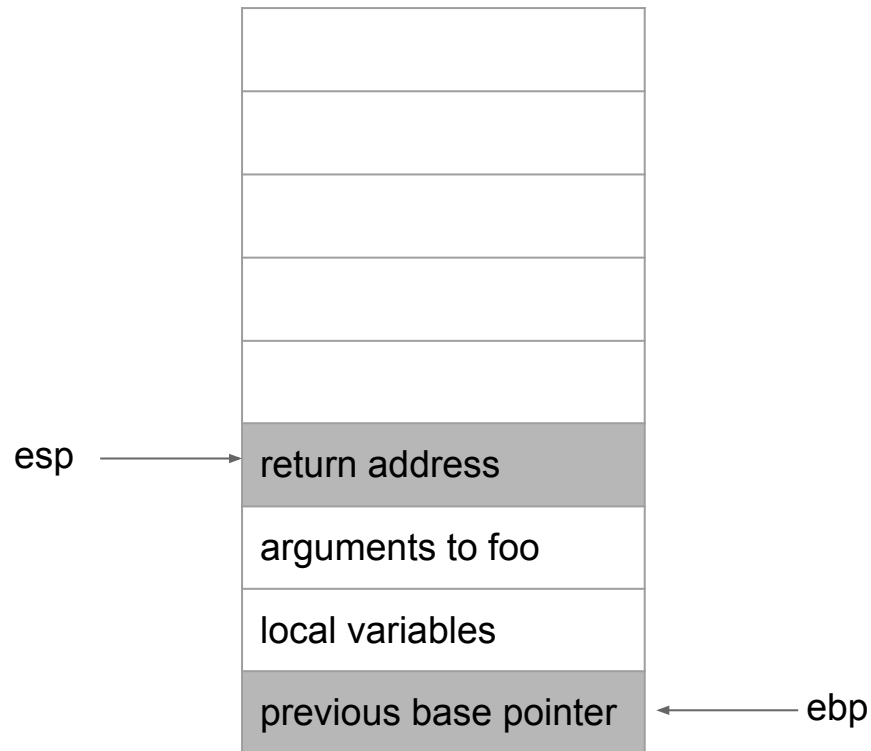 esp
return address
arguments to foo
local variables
previous base pointer
ebp